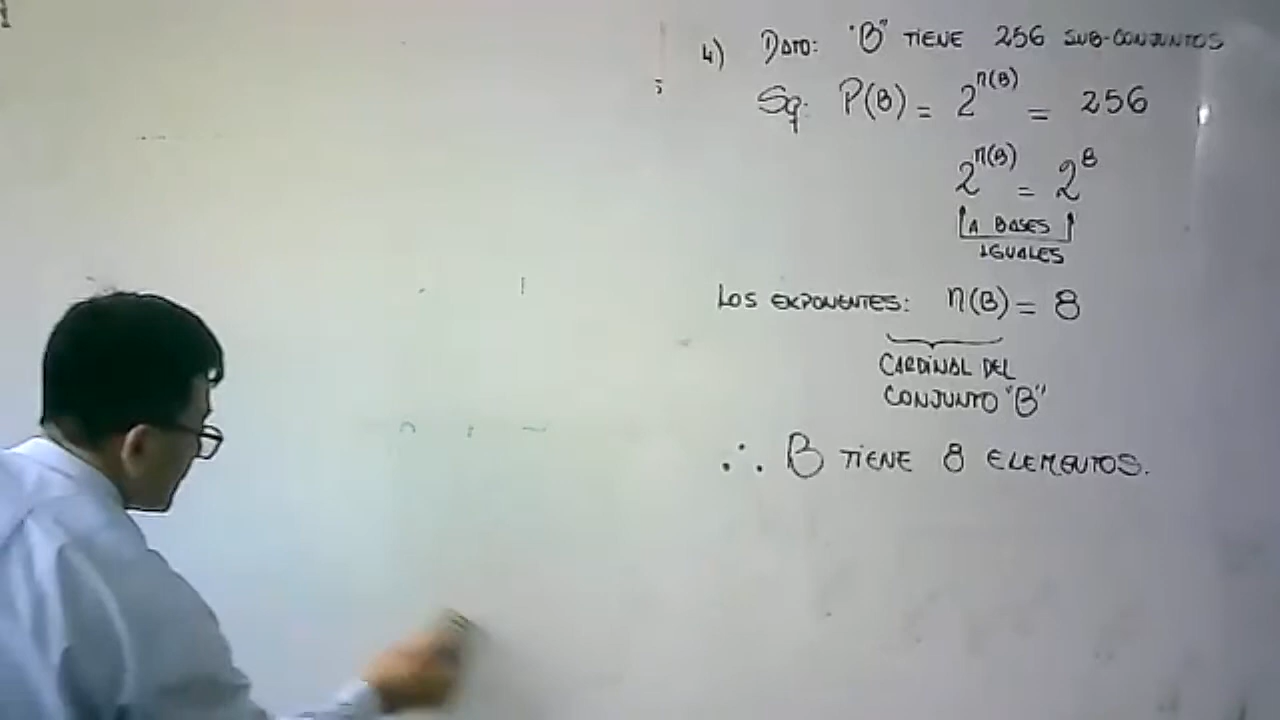 4) DATO: "B" TIENE 256 SUB-CONJUNTOS
Sq: P(B) = 2^n(B) = 256
2^n(B) = 2^8
A BASES
IGUALES
LOS EXPONENTES: n(B) = 8
CARDINAL DEL
CONJUNTO "B"
∴ B TIENE 8 ELEMENTOS.